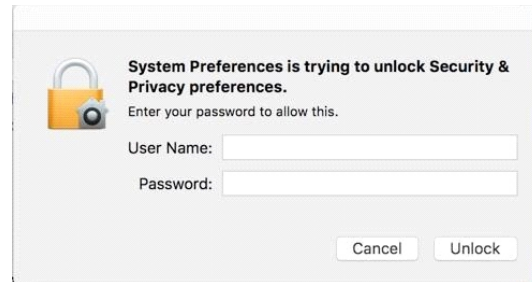 System Preferences is trying to unlock Security &
Privacy preferences.
Enter your password to allow this.
User Name:
Password:
Cancel
Unlock